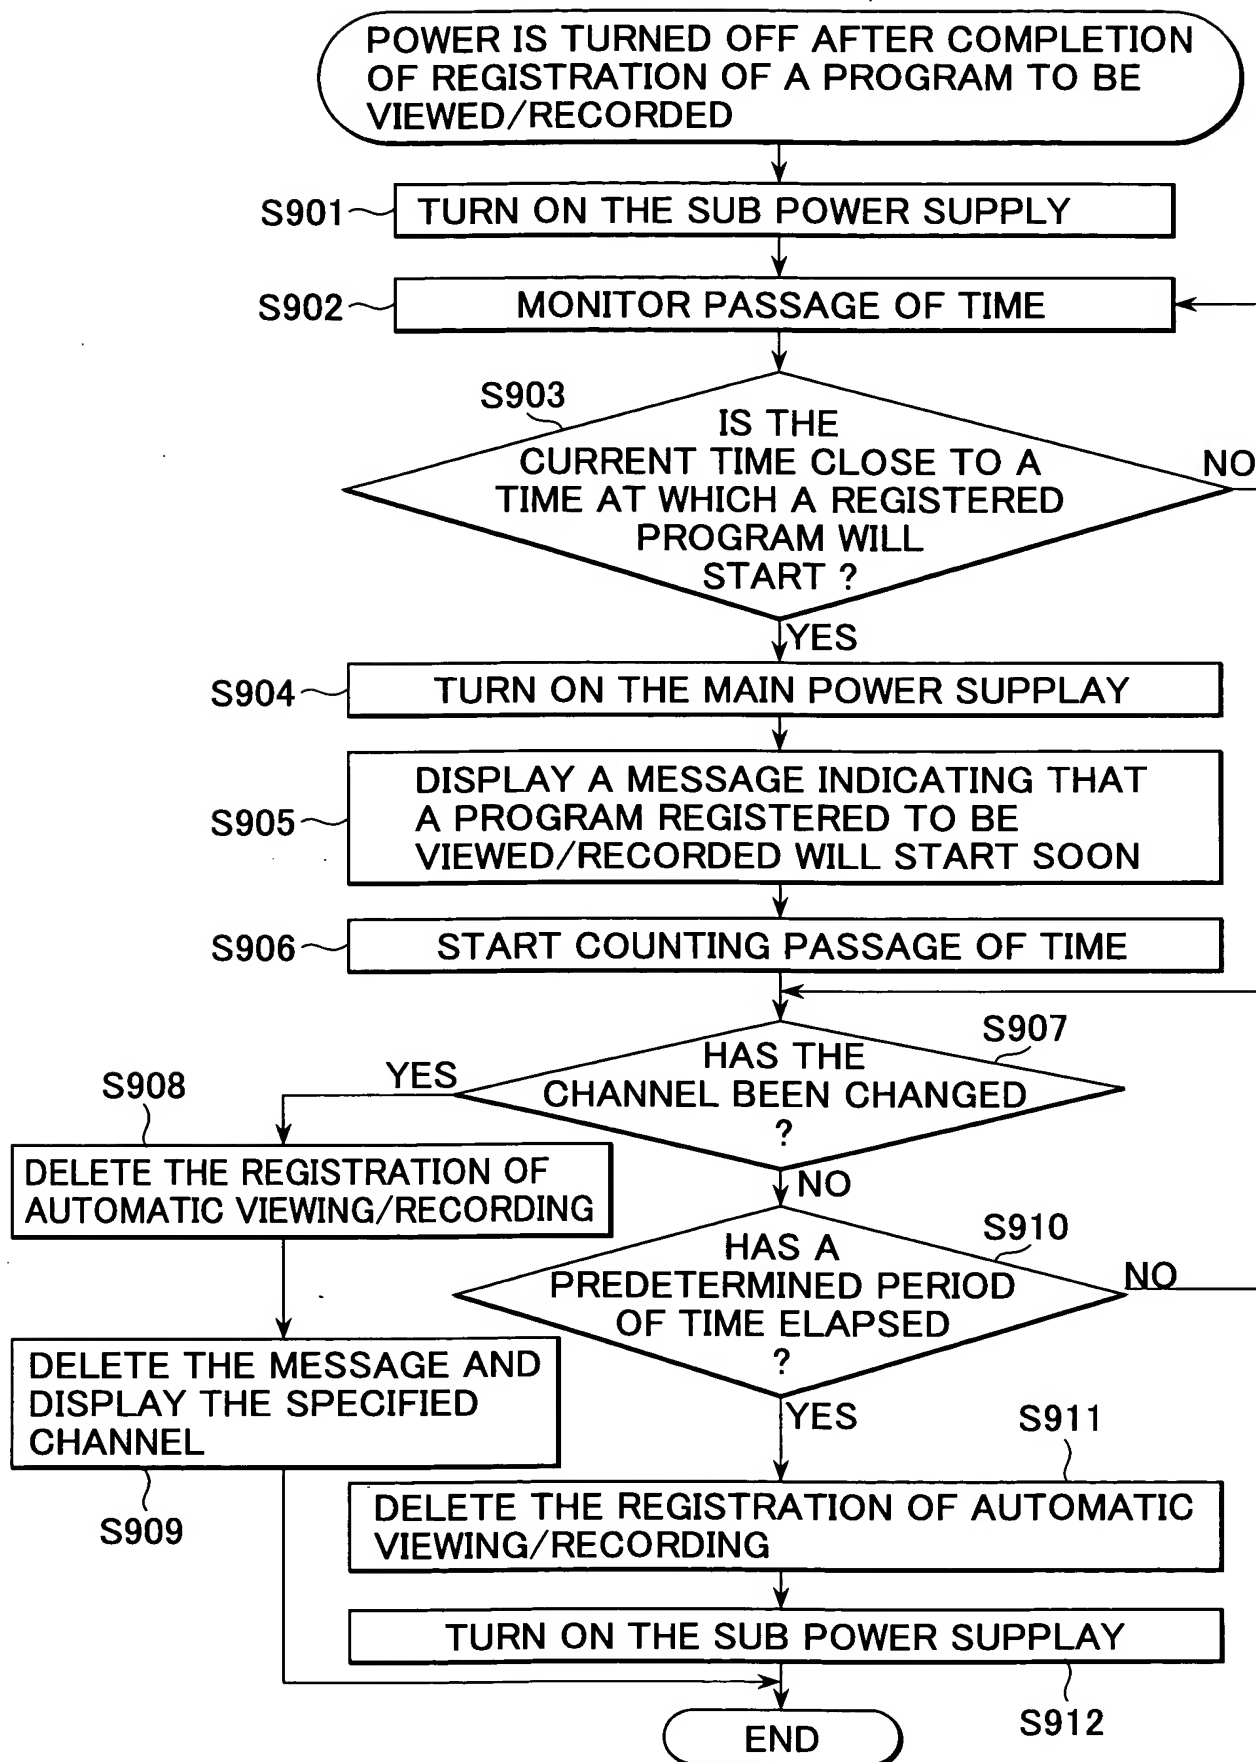 POWER IS TURNED OFF AFTER COMPLETION
OF REGISTRATION OF A PROGRAM TO BE
VIEWED/RECORDED
S901
TURN ON THE SUB POWER SUPPLY
S902
MONITOR PASSAGE OF TIME
S903
IS THE
CURRENT TIME CLOSE TO A
TIME AT WHICH A REGISTERED
PROGRAM WILL
START ?
NO
YES
S904
TURN ON THE MAIN POWER SUPPLAY
S905
DISPLAY A MESSAGE INDICATING THAT
A PROGRAM REGISTERED TO BE
VIEWED/RECORDED WILL START SOON
S906
START COUNTING PASSAGE OF TIME
S907
HAS THE
CHANNEL BEEN CHANGED
?
YES
NO
S908
DELETE THE REGISTRATION OF
AUTOMATIC VIEWING/RECORDING
S909
DELETE THE MESSAGE AND
DISPLAY THE SPECIFIED
CHANNEL
S910
HAS A
PREDETERMINED PERIOD
OF TIME ELAPSED
?
NO
YES
S911
DELETE THE REGISTRATION OF AUTOMATIC
VIEWING/RECORDING
TURN ON THE SUB POWER SUPPLAY
S912
END